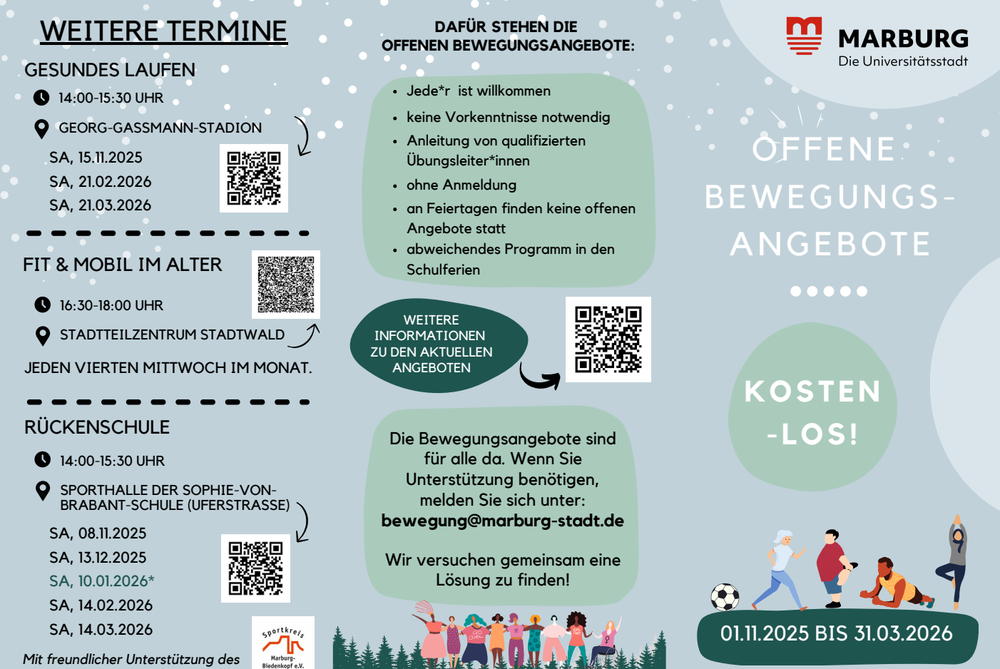 WEITERE TERMINE
GESUNDES LAUFEN
14:00-15:30 UHR
GEORG-GASSMANN-STADION
SA, 15.11.2025
SA, 21.02.2026
SA, 21.03.2026
FIT & MOBIL IM ALTER
16:30-18:00 UHR
STADTTEILZENTRUM STADTWALD
JEDEN VIERTEN MITTWOCH IM MONAT.
RÜCKENSCHULE
14:00-15:30 UHR
SPORTHALLE DER SOPHIE-VON-
BRABANT-SCHULE (UFERSTRASSE)
SA, 08.11.2025
SA, 13.12.2025
SA, 10.01.2026*
SA, 14.02.2026
SA, 14.03.2026
Mit freundlicher Unterstützung des
Sportkreis
Marburg-
Biedenkopf e.V.
DAFÜR STEHEN DIE
OFFENEN BEWEGUNGSANGEBOTE:
• Jede*r ist willkommen
• keine Vorkenntnisse notwendig
• Anleitung von qualifizierten
Übungsleiter*innen
• ohne Anmeldung
• an Feiertagen finden keine offenen
Angebote statt
• abweichendes Programm in den
Schulferien
WEITERE
INFORMATIONEN
ZU DEN AKTUELLEN
ANGEBOTEN
Die Bewegungsangebote sind
für alle da. Wenn Sie
Unterstützung benötigen,
melden Sie sich unter:
bewegung@marburg-stadt.de
Wir versuchen gemeinsam eine
Lösung zu finden!
GO
GIRL
MARBURG
Die Universitätsstadt
OFFENE
BEWEGUNGS-
ANGEBOTE
KOSTEN
-LOS!
01.11.2025 BIS 31.03.2026